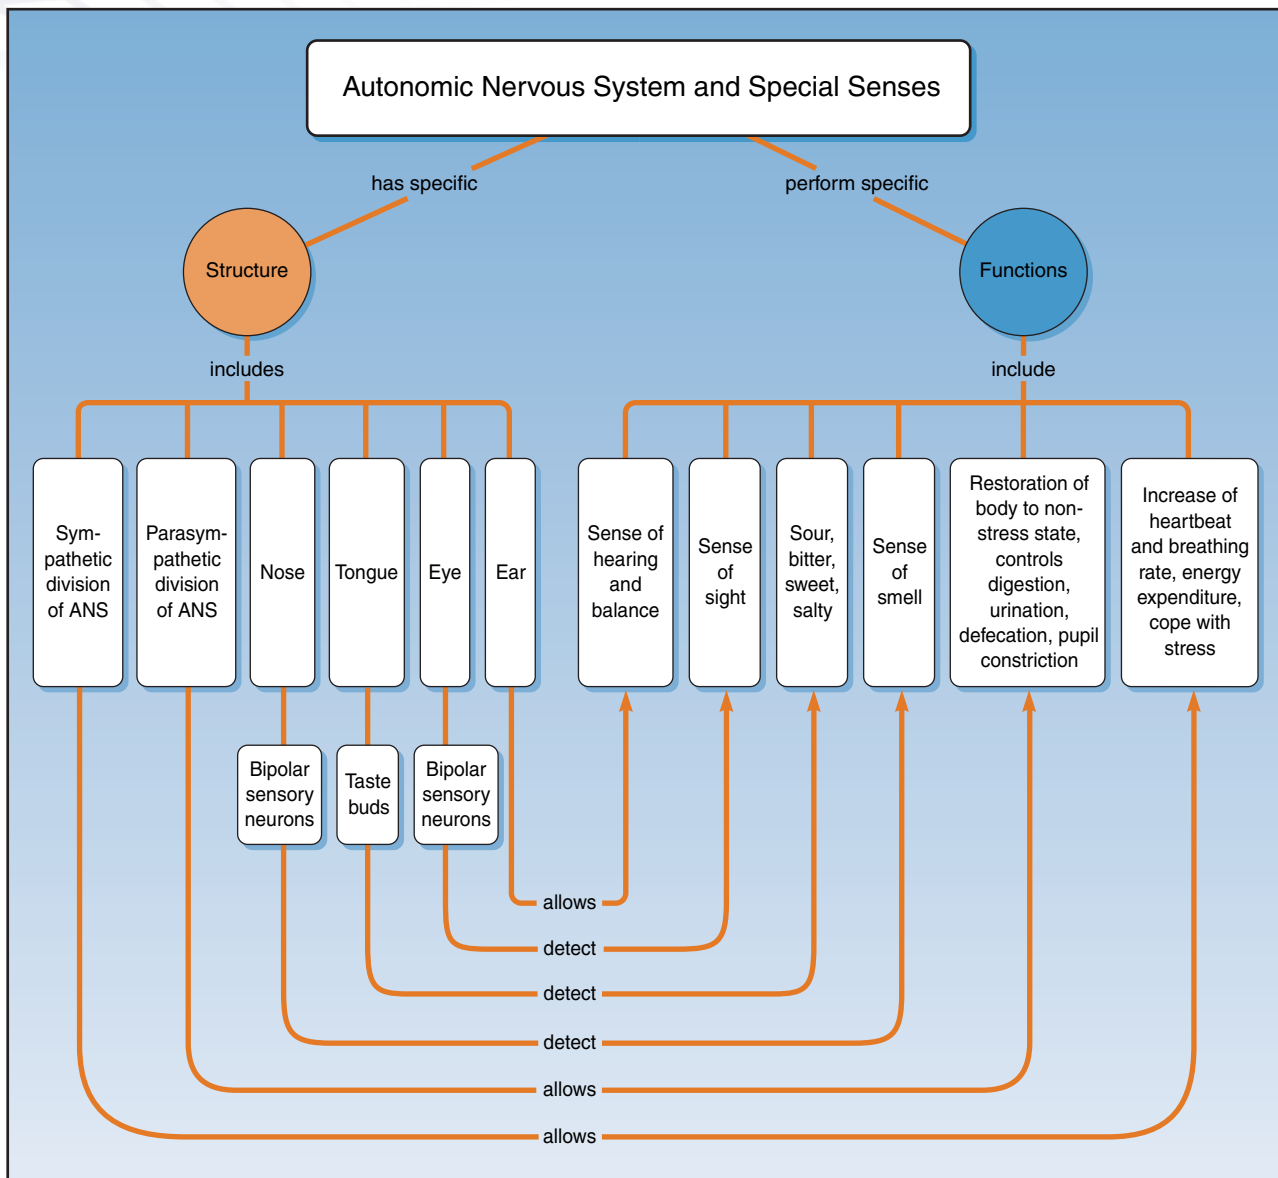 Autonomic Nervous System and Special Senses
has specific
perform specific
Structure
Functions
includes
include
Sym-
pathetic
division
of ANS
Parasym-
pathetic
division
of ANS
Nose
Tongue
Eye
Ear
Sense of
hearing
and
balance
Sense
of
sight
Sour,
bitter,
sweet,
salty
Sense
of
smell
Restoration of
body to non-
stress state,
controls
digestion,
urination,
defecation, pupil
constriction
Increase of
heartbeat
and breathing
rate, energy
expenditure,
cope with
stress
Bipolar
sensory
neurons
Taste
buds
Bipolar
sensory
neurons
allows
detect
detect
detect
allows
allows